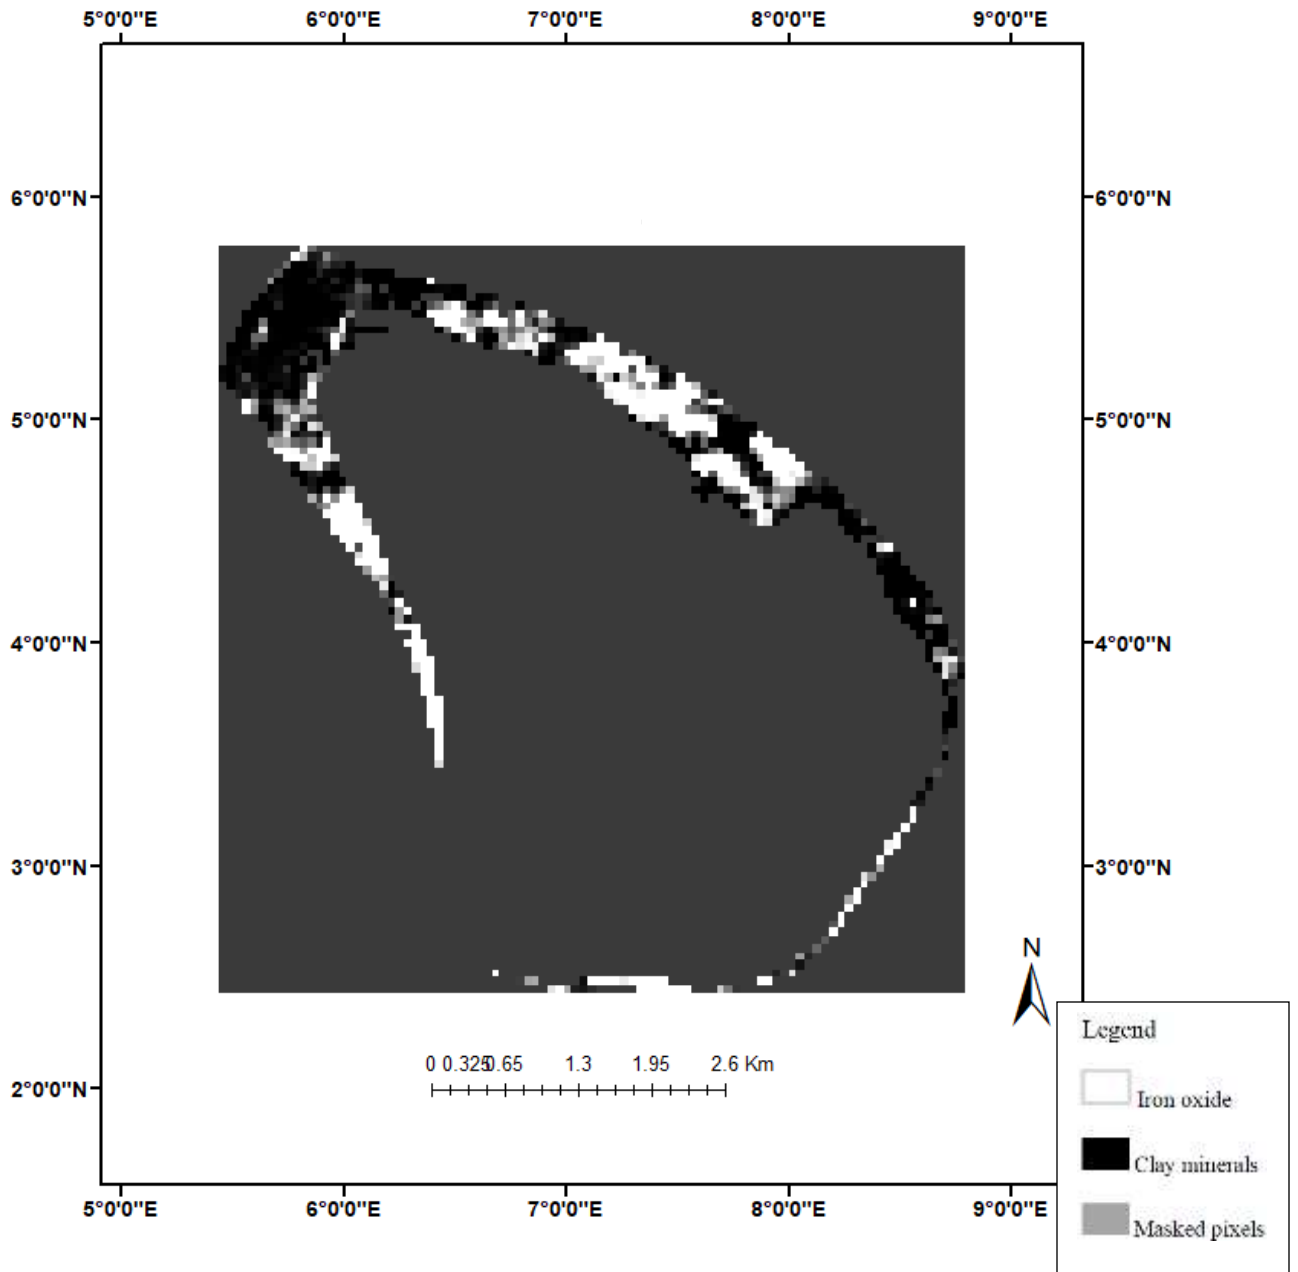 5°0'0"E 6°0'0"E 7°0'0"E 8°0'0"E 9°0'0"E
6°0'0"N 6°0'0"N
5°0'0"N 5°0'0"N
4°0'0"N 4°0'0"N
3°0'0"N 3°0'0"N
N
Legend
0 0.325 0.65 1.3 1.95 2.6 Km
2°0'0"N
Iron oxide
Clay minerals
5°0'0"E 6°0'0"E 7°0'0"E 8°0'0"E 9°0'0"E
Masked pixels